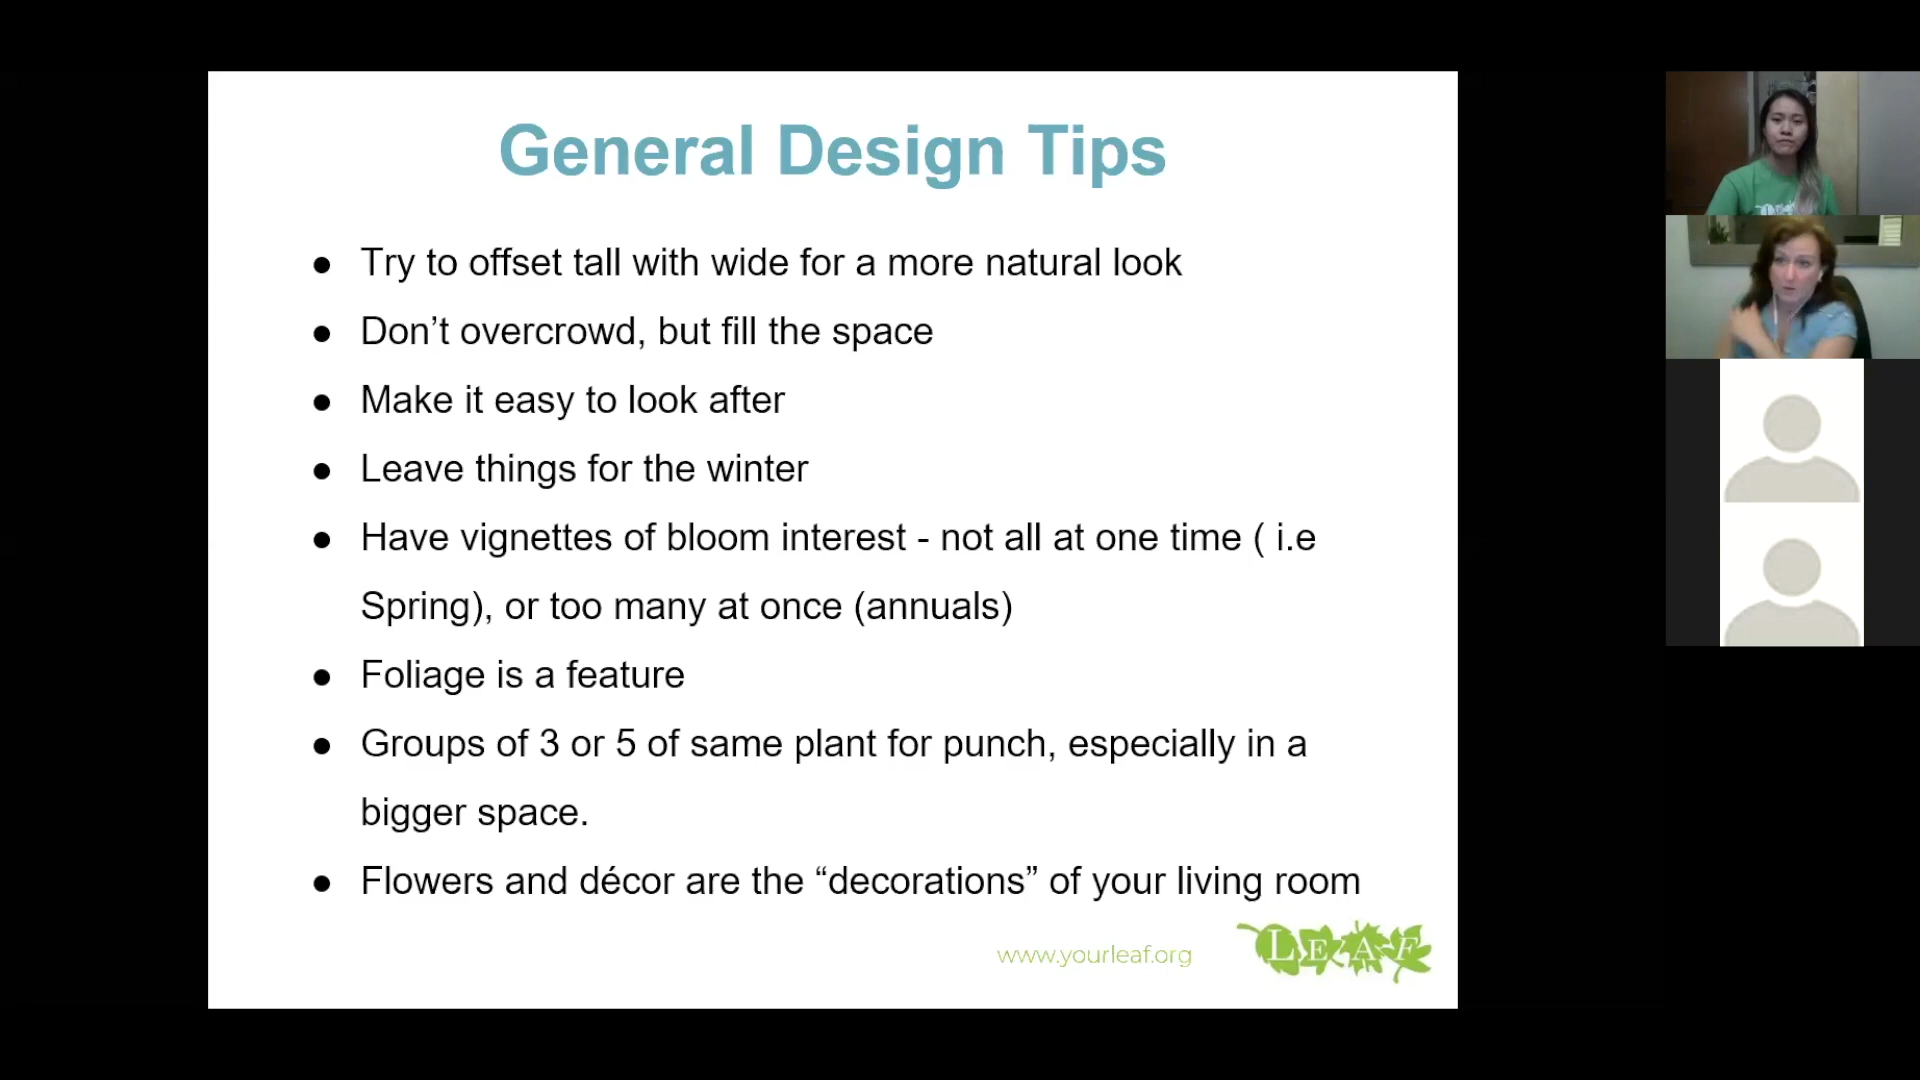 General Design Tips
● Try to offset tall with wide for a more natural look
● Don’t overcrowd, but fill the space
● Make it easy to look after
● Leave things for the winter
● Have vignettes of bloom interest - not all at one time ( i.e
Spring), or too many at once (annuals)
● Foliage is a feature
● Groups of 3 or 5 of same plant for punch, especially in a
bigger space.
● Flowers and décor are the “decorations” of your living room
www.yourleaf.org
LEAF